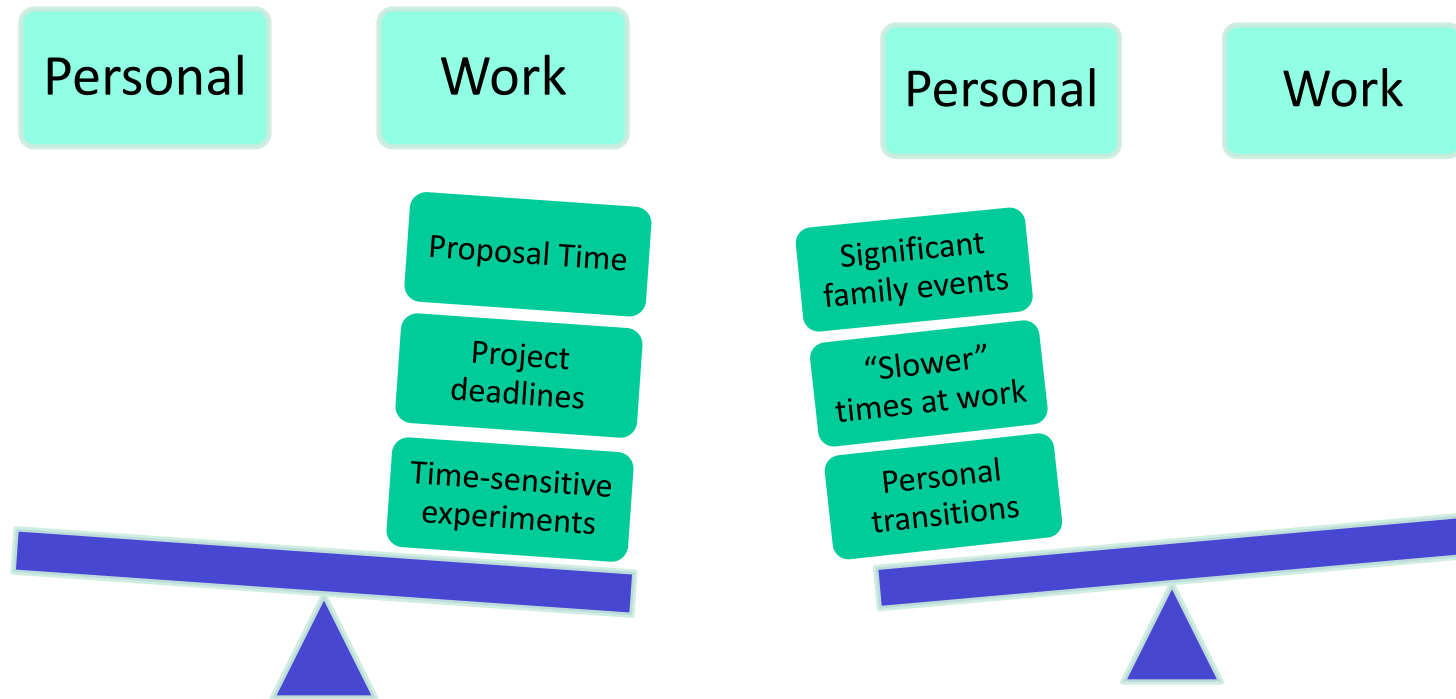 Personal
Work
Proposal Time
Project
deadlines
Time-sensitive
experiments
Personal
Work
Significant
family events
“Slower”
times at work
Personal
transitions